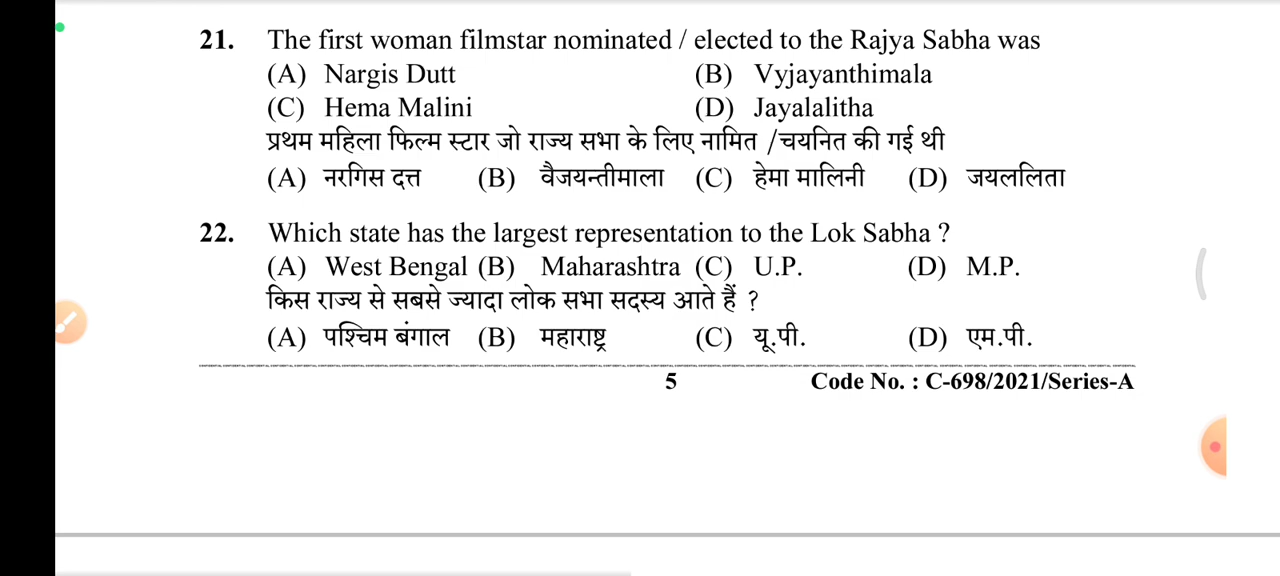 21. The first woman filmstar nominated / elected to the Rajya Sabha was
(A) Nargis Dutt (B) Vyjayanthimala
(C) Hema Malini (D) Jayalalitha
प्रथम महिला फिल्म स्टार जो राज्य सभा के लिए नामित /चयनित की गई थी
(A) नरगिस दत्त (B) वैजयन्तीमाला (C) हेमा मालिनी (D) जयललिता
22. Which state has the largest representation to the Lok Sabha ?
(A) West Bengal (B) Maharashtra (C) U.P. (D) M.P.
किस राज्य से सबसे ज्यादा लोक सभा सदस्य आते हैं ?
(A) पश्चिम बंगाल (B) महाराष्ट्र (C) यू.पी. (D) एम.पी.
5 Code No. : C-698/2021/Series-A